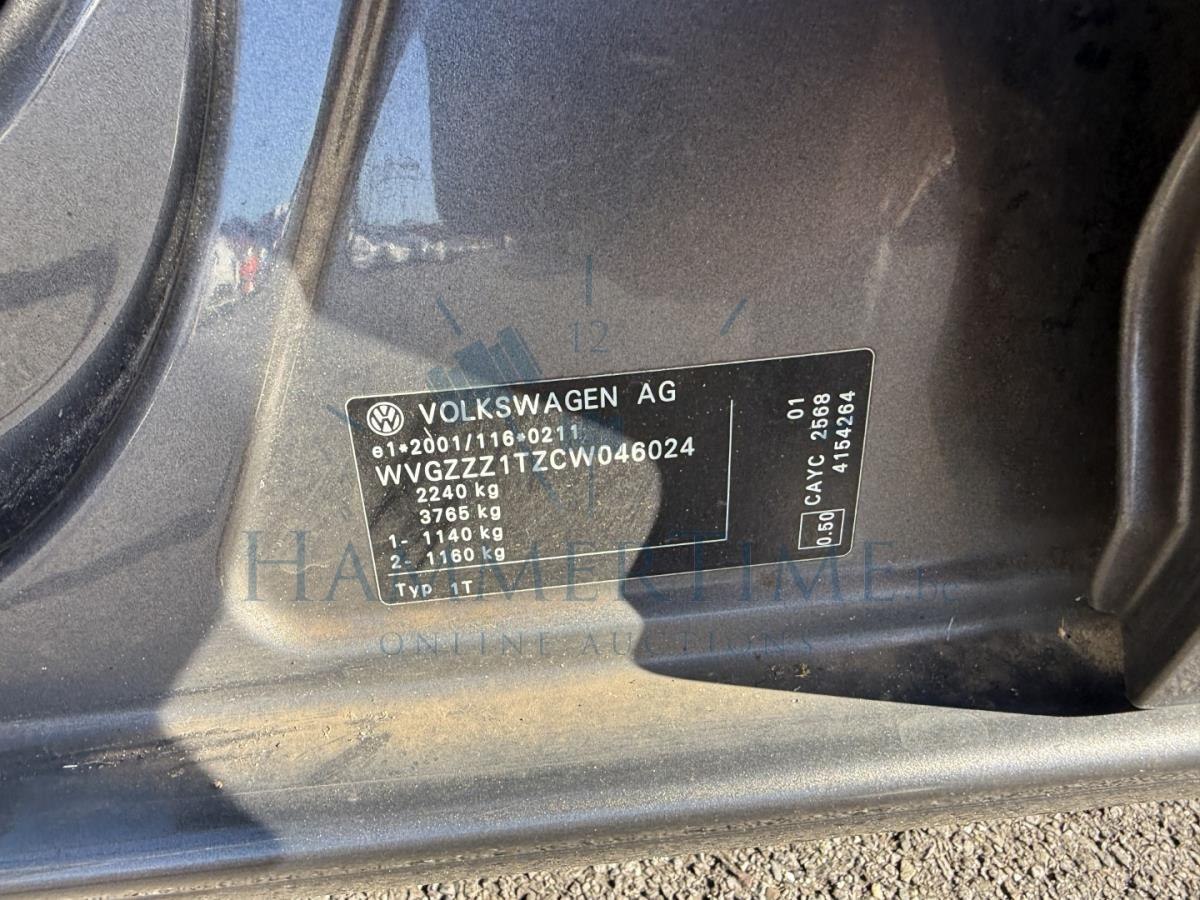 12
VOLKSWAGEN AG
e1*2001/116*0211
WVGZZZ1TZCW046024
2240 kg
3765 kg
1- 1140 kg
2- 1160 kg
Typ 1T
01
CAYC 2568
4154264
0.50
HAMMERTIME.be
ONLINE AUCTIONS